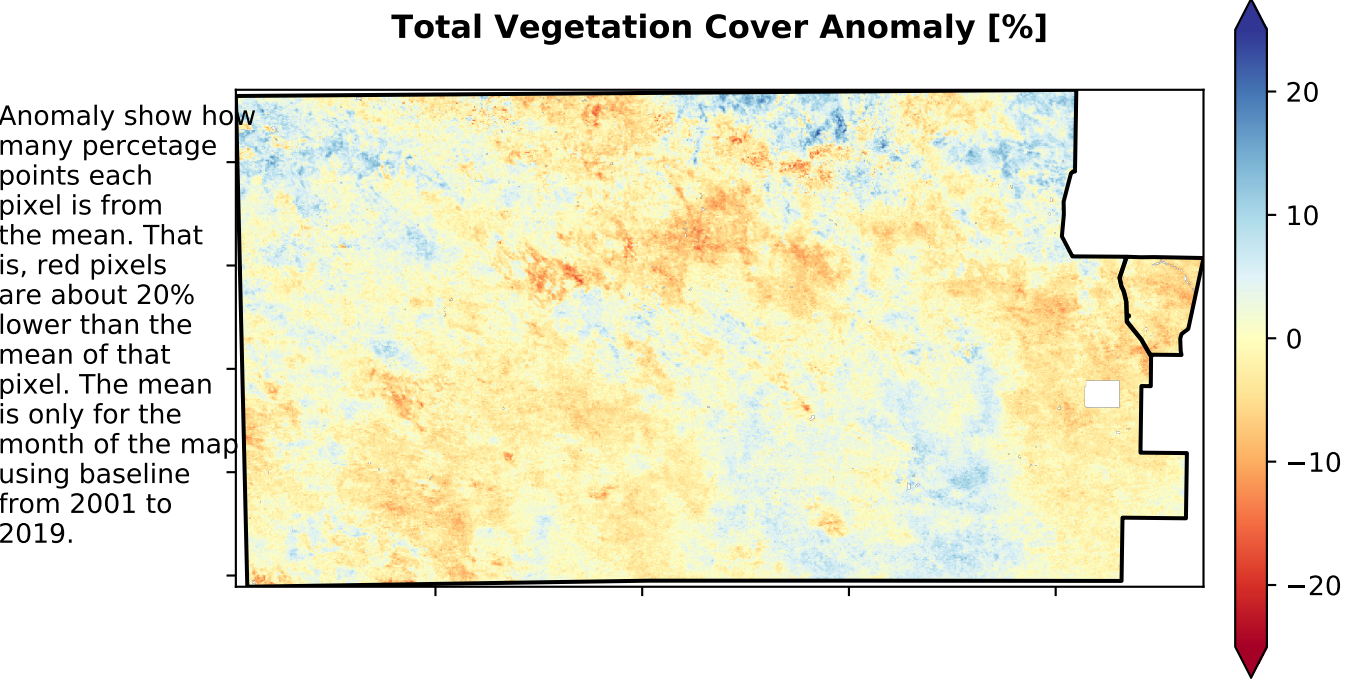 Total Vegetation Cover Anomaly [%]
Anomaly show how
many percetage
points each
pixel is from
the mean. That
is, red pixels
are about 20%
lower than the
mean of that
pixel. The mean
is only for the
month of the map
using baseline
from 2001 to
2019.
20
10
0
−10
−20